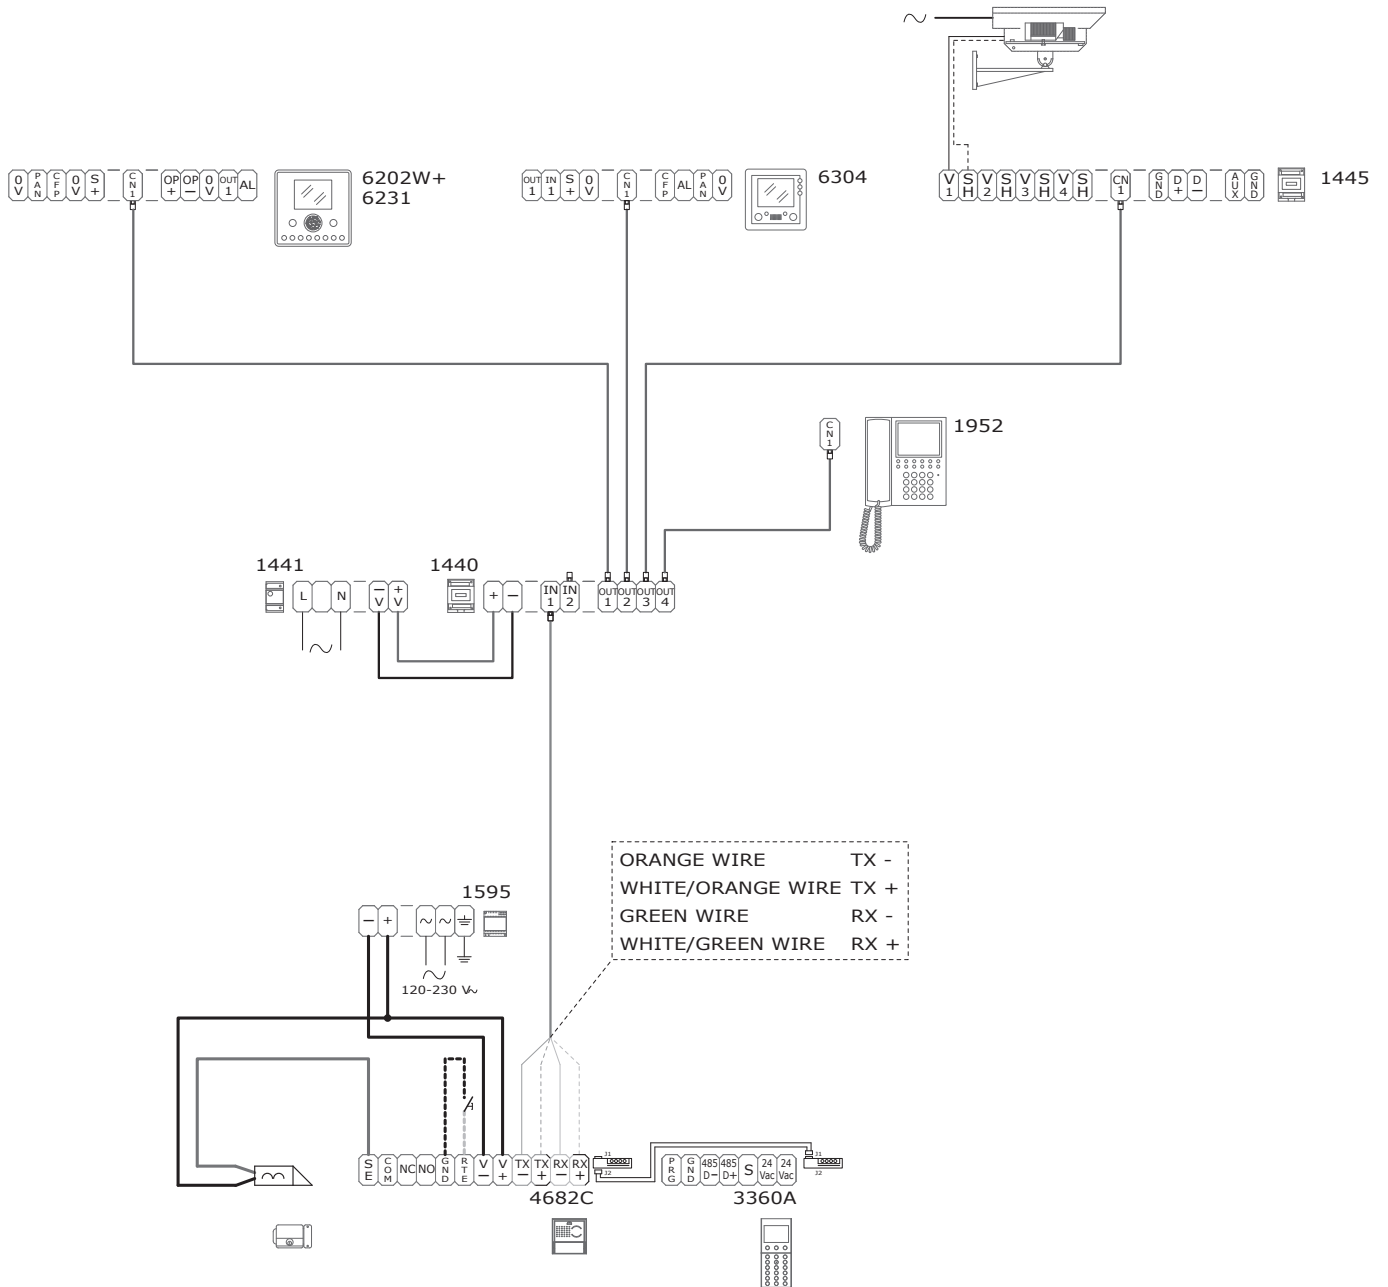 0V PAN CFP 0V S+ CN1 OP+ OP− 0V OUT1 AL
6202W+
6231
OUT1 IN1 S+ 0V CN1 CFP AL PAN 0V
6304
V1 SH V2 SH V3 SH V4 SH CN1 GND D+ D− AUX GND
1445
CN1
1952
1441
L N −V +V
1440
+ − IN1 IN2 OUT1 OUT2 OUT3 OUT4
ORANGE WIRE TX -
WHITE/ORANGE WIRE TX +
GREEN WIRE RX -
WHITE/GREEN WIRE RX +
1595
− + ~ ~
120-230 V~
SE COM NC NO GND RTE V− V+ TX− TX+ RX− RX+
J1
J2
4682C
PRG GND 485D− 485D+ S 24Vac 24Vac
J1
J2
3360A